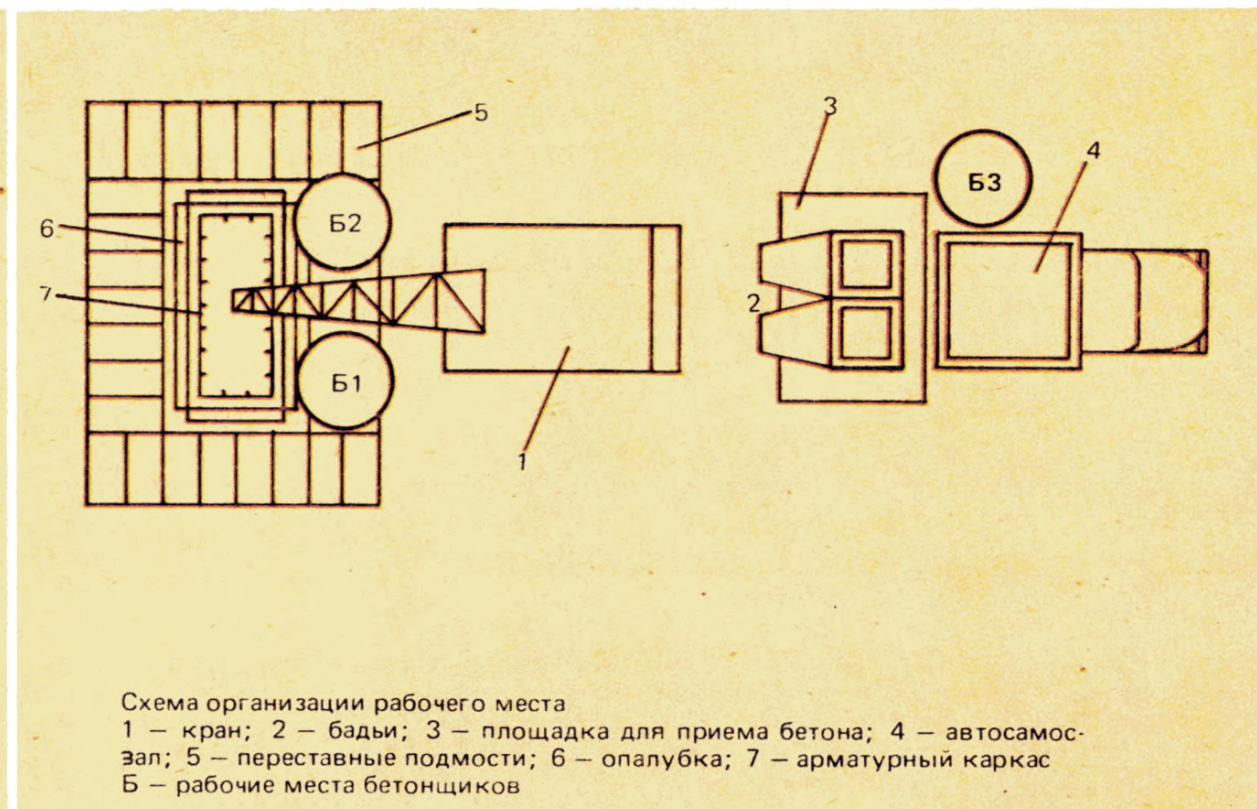 5
3
4
Б3
6
Б2
7
2
Б1
1
Схема организации рабочего места
1 — кран; 2 — бадьи; 3 — площадка для приема бетона; 4 — автосамос-
вал; 5 — переставные подмости; 6 — опалубка; 7 — арматурный каркас
Б — рабочие места бетонщиков